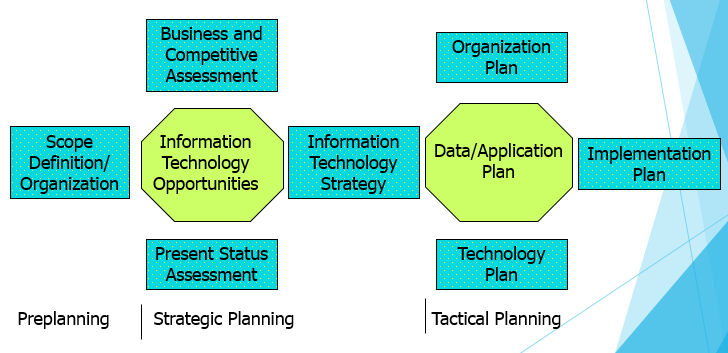 Business and
Competitive
Assessment
Organization
Plan
Scope
Definition/
Organization
Information
Technology
Opportunities
Information
Technology
Strategy
Data/Application
Plan
Implementation
Plan
Present Status
Assessment
Technology
Plan
Preplanning
Strategic Planning
Tactical Planning